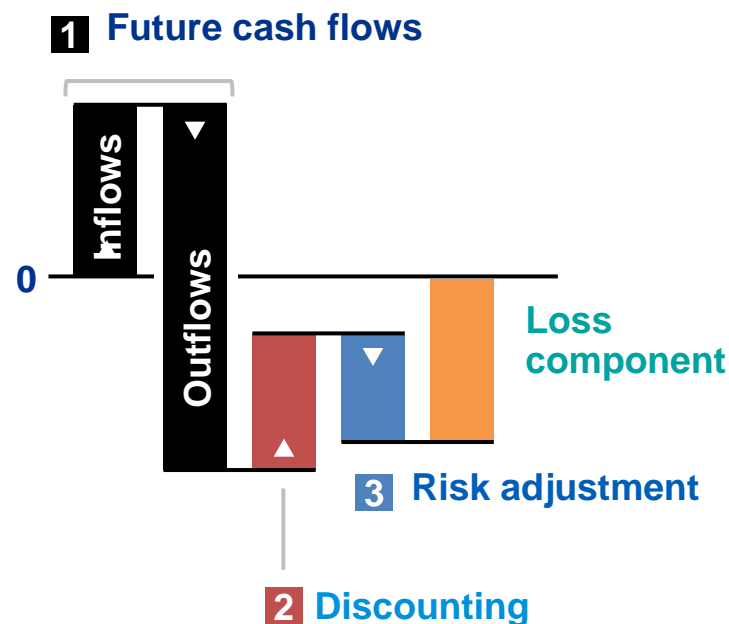 1 Future cash flows
Inflows
Outflows
0
Loss
component
3 Risk adjustment
2 Discounting